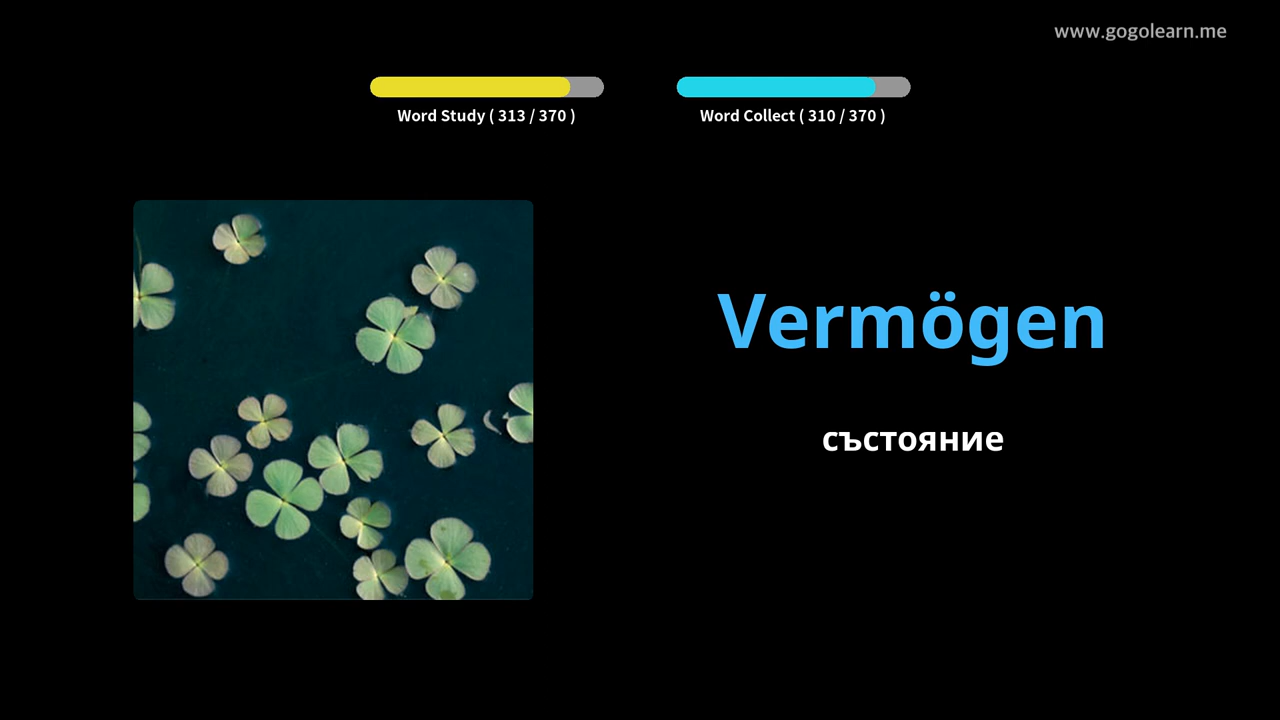 www.gogolearn.me
Word Study ( 313 / 370 )
Word Collect ( 310 / 370 )
Vermögen
състояние